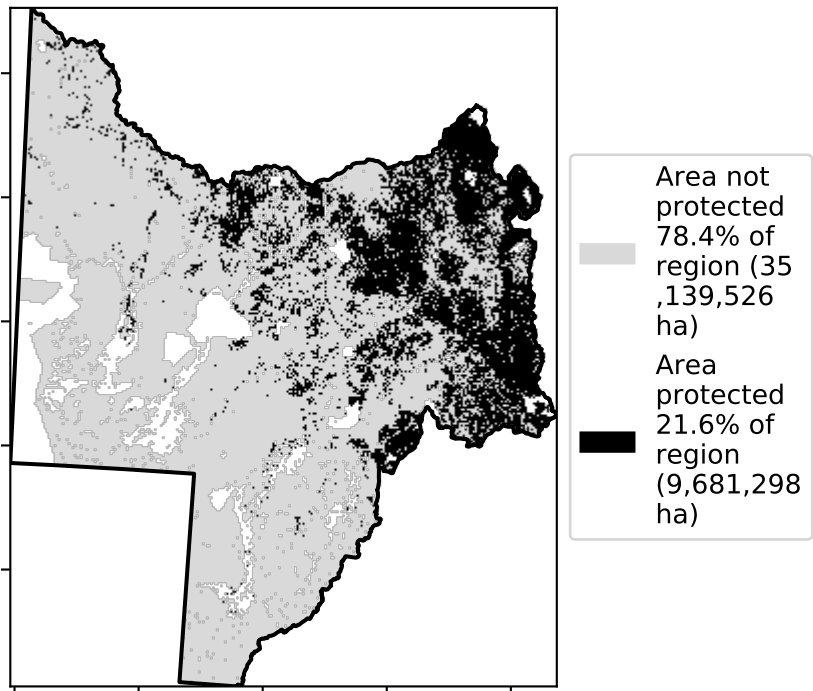 Area not
protected
78.4% of
region (35
,139,526
ha)
Area
protected
21.6% of
region
(9,681,298
ha)